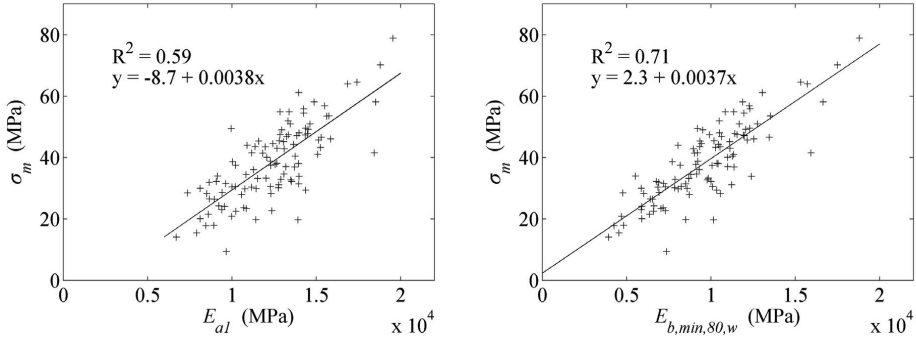 80
60
40
20
0
σm (MPa)
R² = 0.59
y = -8.7 + 0.0038x
0 0.5 1 1.5 2
x 10⁴
Ea1 (MPa)
80
60
40
20
0
σm (MPa)
R² = 0.71
y = 2.3 + 0.0037x
0 0.5 1 1.5 2
x 10⁴
Eb,min,80,w (MPa)